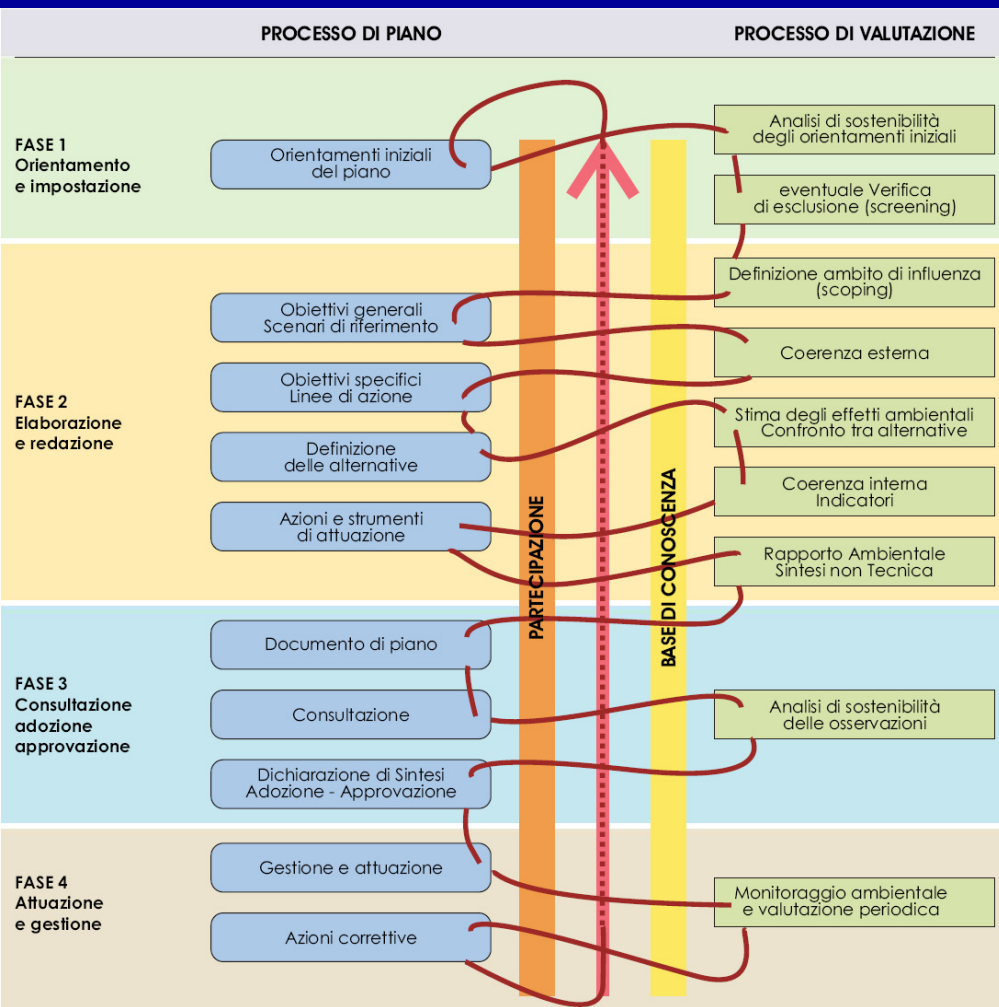 PROCESSO DI PIANO
PROCESSO DI VALUTAZIONE
FASE 1
Orientamento
e impostazione
Orientamenti iniziali
del piano
Analisi di sostenibilità
degli orientamenti iniziali
eventuale Verifica
di esclusione (screening)
FASE 2
Elaborazione
e redazione
Definizione ambito di influenza
(scoping)
Obiettivi generali
Scenari di riferimento
Coerenza esterna
Obiettivi specifici
Linee di azione
Stima degli effetti ambientali
Confronto tra alternative
Definizione
delle alternative
Coerenza interna
Indicatori
Azioni e strumenti
di attuazione
Rapporto Ambientale
Sintesi non Tecnica
PARTECIPAZIONE
BASE DI CONOSCENZA
FASE 3
Consultazione
adozione
approvazione
Documento di piano
Consultazione
Analisi di sostenibilità
delle osservazioni
Dichiarazione di Sintesi
Adozione - Approvazione
FASE 4
Attuazione
e gestione
Gestione e attuazione
Monitoraggio ambientale
e valutazione periodica
Azioni correttive